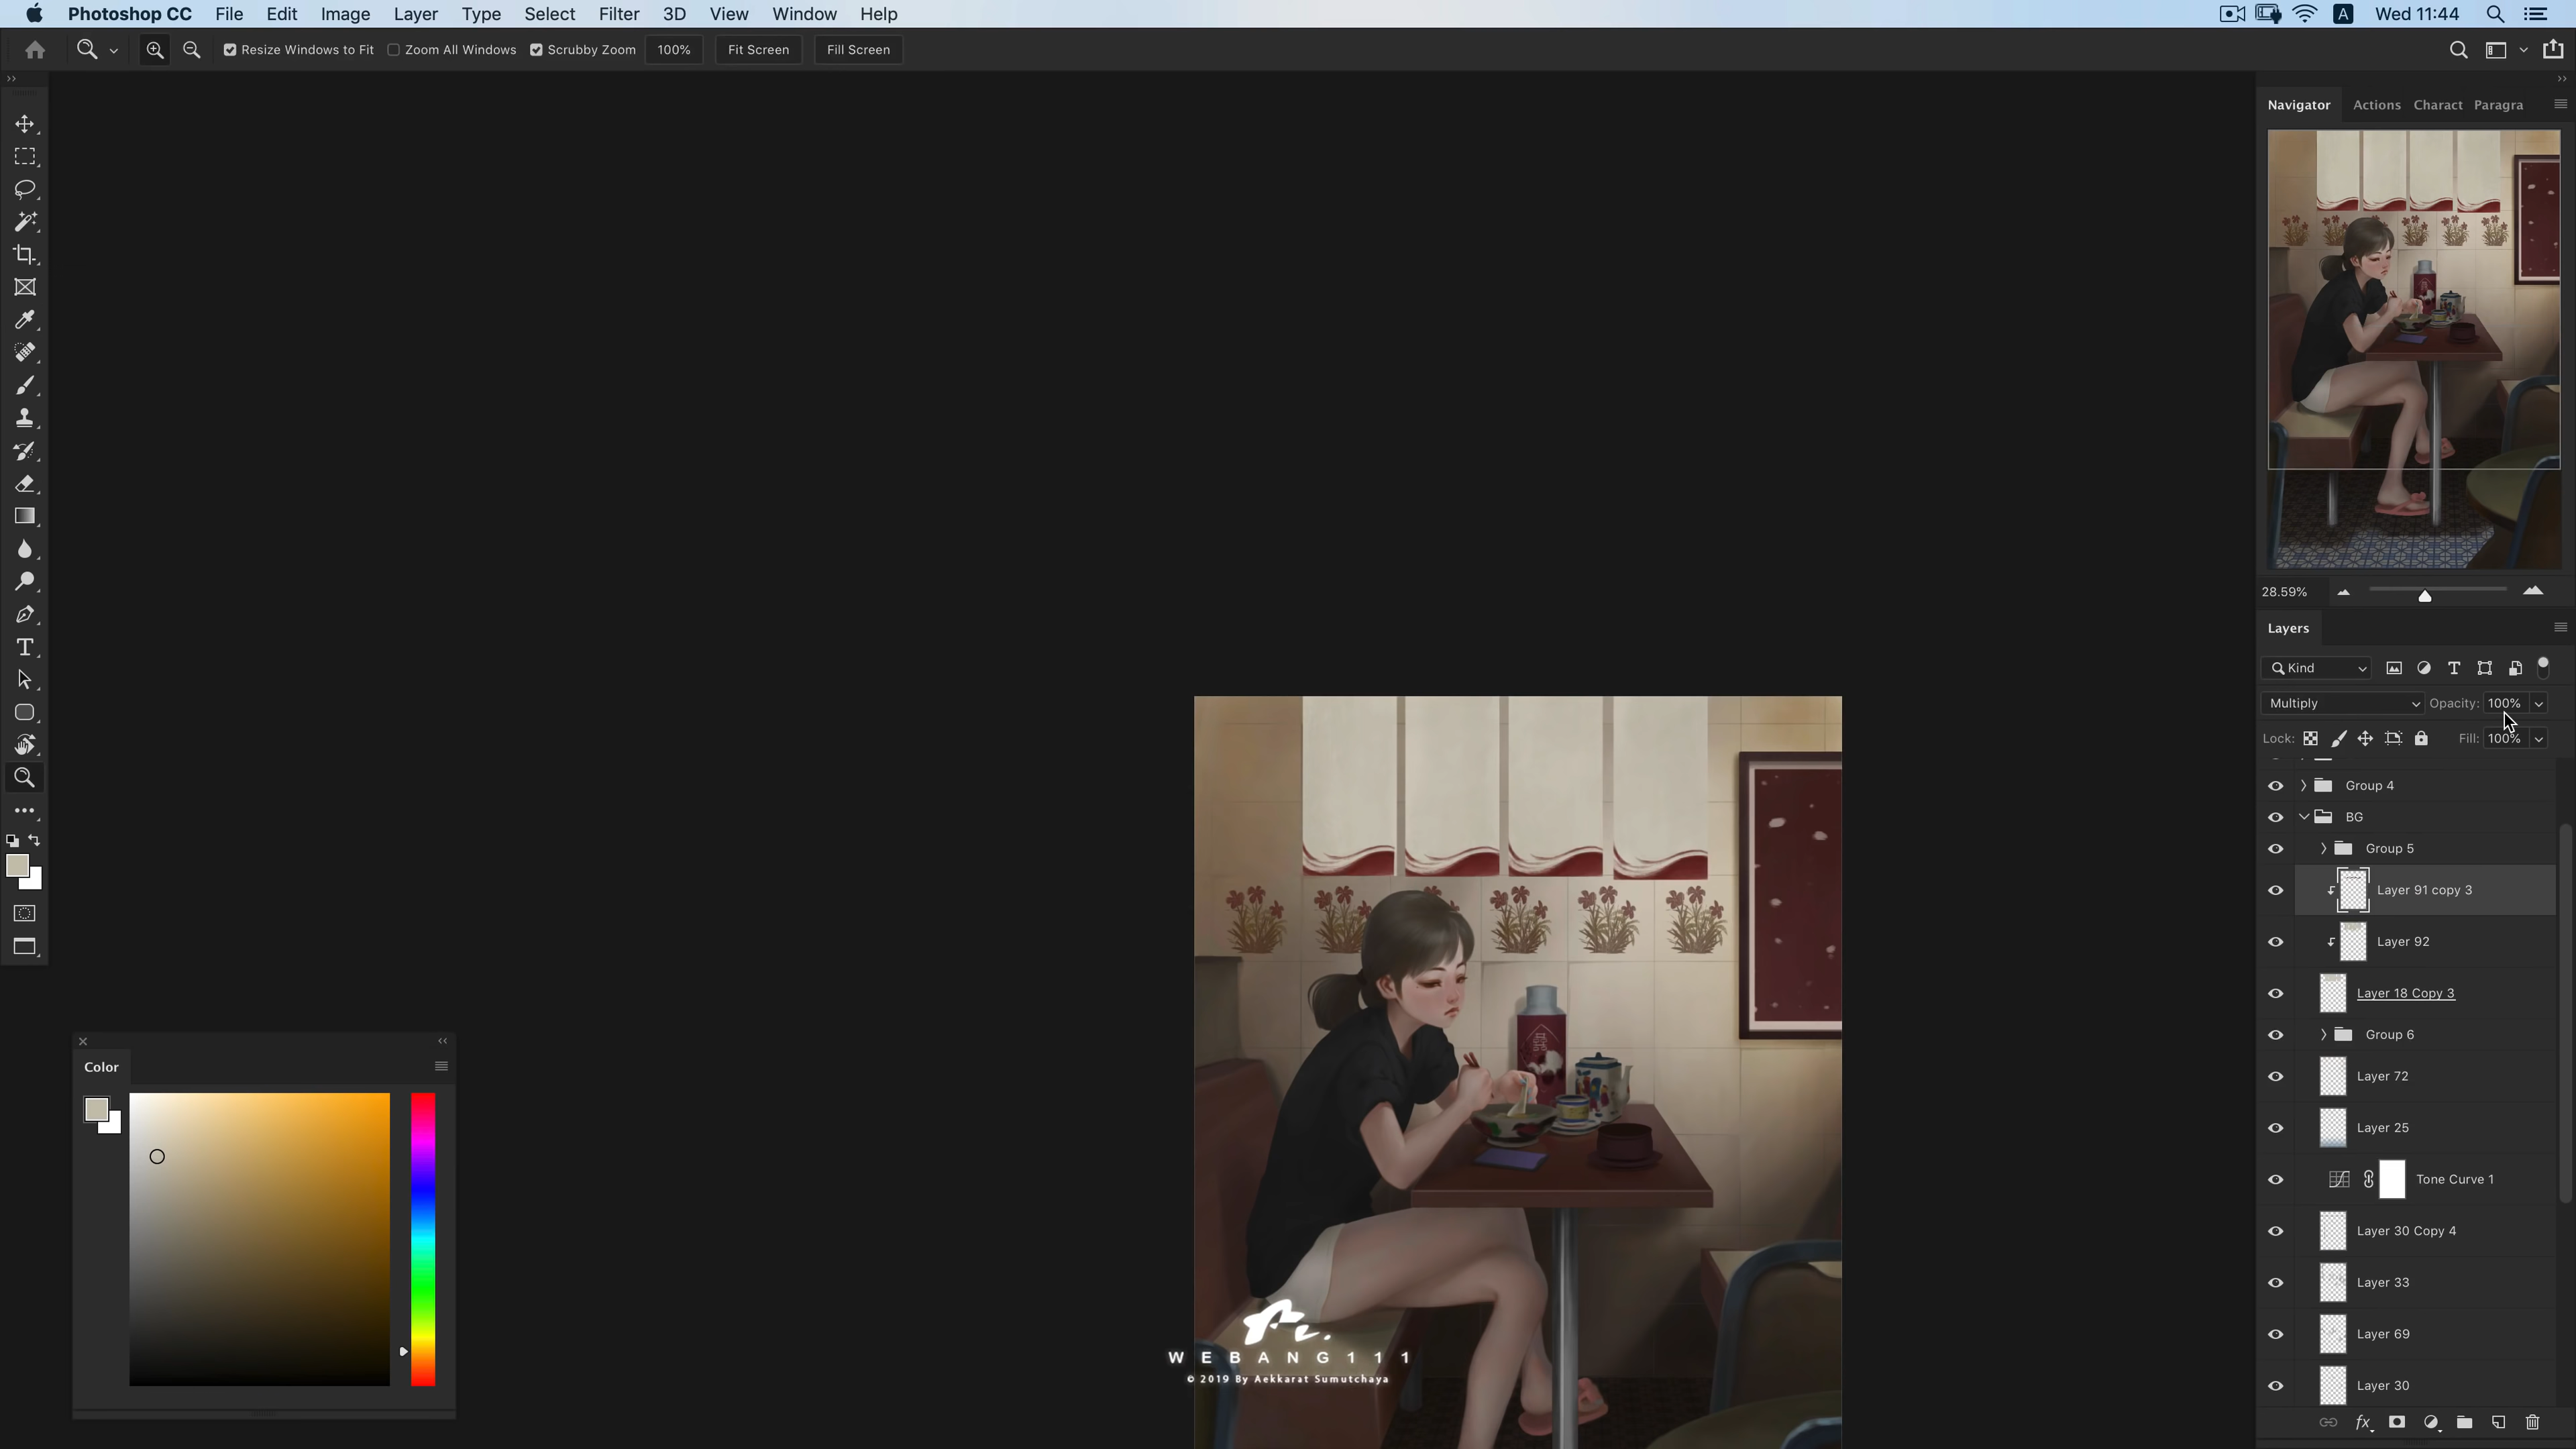 Photoshop CC File Edit Image Layer Type Select Filter 3D View Window Help A Wed 11:44
Resize Windows to Fit Zoom All Windows Scrubby Zoom 100% Fit Screen Fill Screen
Navigator Actions Charact Paragra
28.59%
Layers
Kind
Multiply Opacity: 100%
Lock: Fill: 100%
Group 4
BG
Group 5
Layer 91 copy 3
Layer 92
Layer 18 Copy 3
Group 6
Layer 72
Layer 25
Tone Curve 1
Layer 30 Copy 4
Layer 33
Layer 69
Layer 30
fx
Color
WEBANG111
© 2019 By Aekkarat Sumutchaya